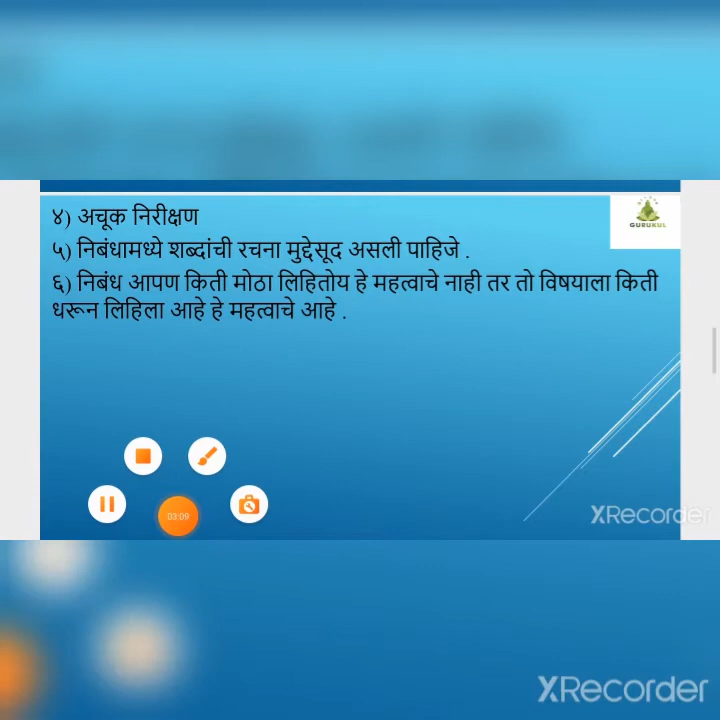 ४) अचूक निरीक्षण
GURUKUL
५) निबंधामध्ये शब्दांची रचना मुद्देसूद असली पाहिजे .
६) निबंध आपण किती मोठा लिहितोय हे महत्वाचे नाही तर तो विषयाला किती
धरून लिहिला आहे हे महत्वाचे आहे .
03:09
XRecorder
XRecorder